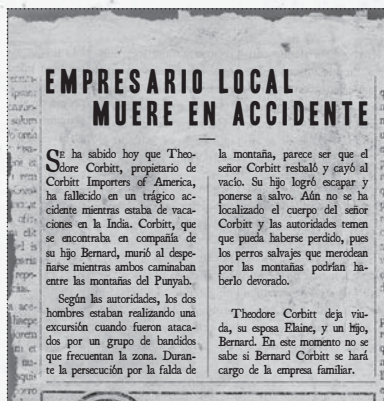 EMPRESARIO LOCAL
MUERE EN ACCIDENTE
SE ha sabido hoy que Theo-
dore Corbitt, propietario de
Corbitt Importers of America,
ha fallecido en un trágico ac-
cidente mientras estaba de vaca-
ciones en la India. Corbitt, que
se encontraba en compañía de
su hijo Bernard, murió al despe-
ñarse mientras ambos caminaban
entre las montañas del Punyab.
Según las autoridades, los dos
hombres estaban realizando una
excursión cuando fueron ataca-
dos por un grupo de bandidos
que frecuentan la zona. Duran-
te la persecución por la falda de
la montaña, parece ser que el
señor Corbitt resbaló y cayó al
vacío. Su hijo logró escapar y
ponerse a salvo. Aún no se ha
localizado el cuerpo del señor
Corbitt y las autoridades temen
que pueda haberse perdido, pues
los perros salvajes que merodean
por las montañas podrían ha-
berlo devorado.
Theodore Corbitt deja viu-
da, su esposa Elaine, y un hijo,
Bernard. En este momento no se
sabe si Bernard Corbitt se hará
cargo de la empresa familiar.